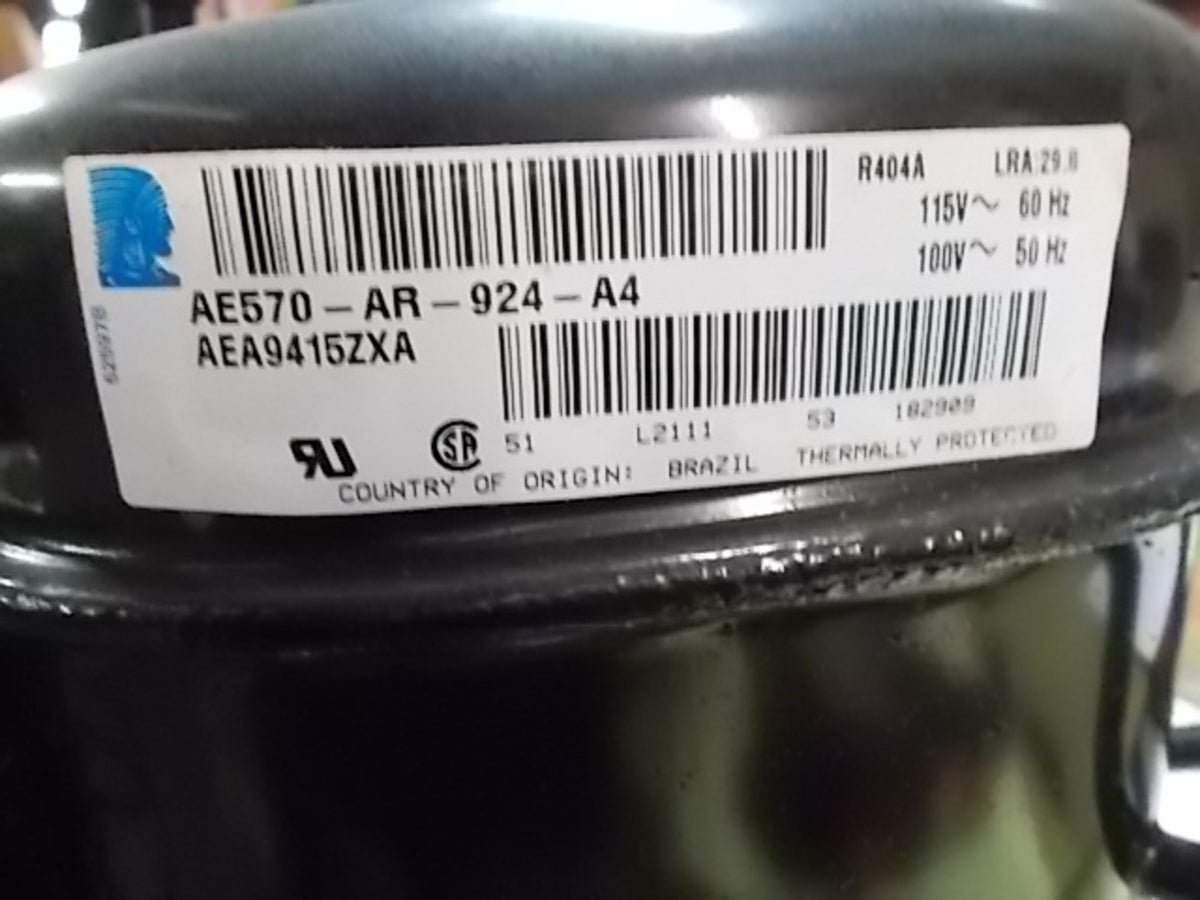 R404A LRA:29.8
115V~ 60 Hz
100V~ 50 Hz
AE570-AR-924-A4
AEA9415ZXA
51 L2111 53 182909
COUNTRY OF ORIGIN: BRAZIL THERMALLY PROTECTED